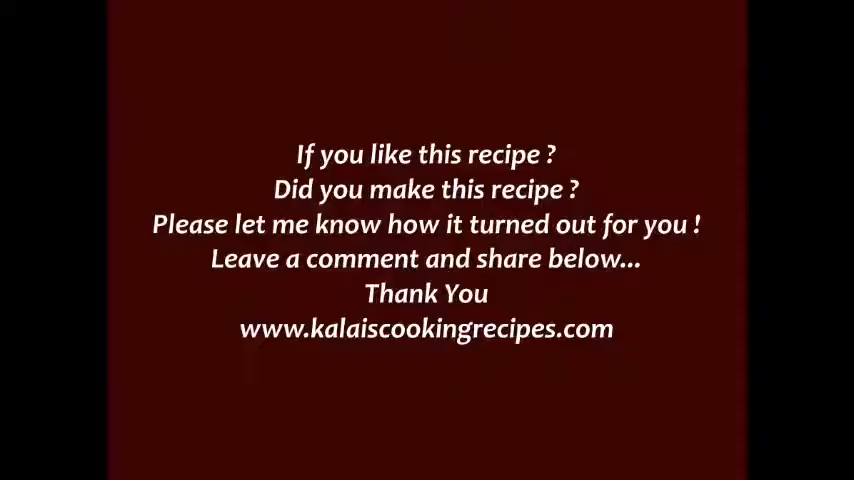 If you like this recipe ?
Did you make this recipe ?
Please let me know how it turned out for you !
Leave a comment and share below...
Thank You
www.kalaiscookingrecipes.com